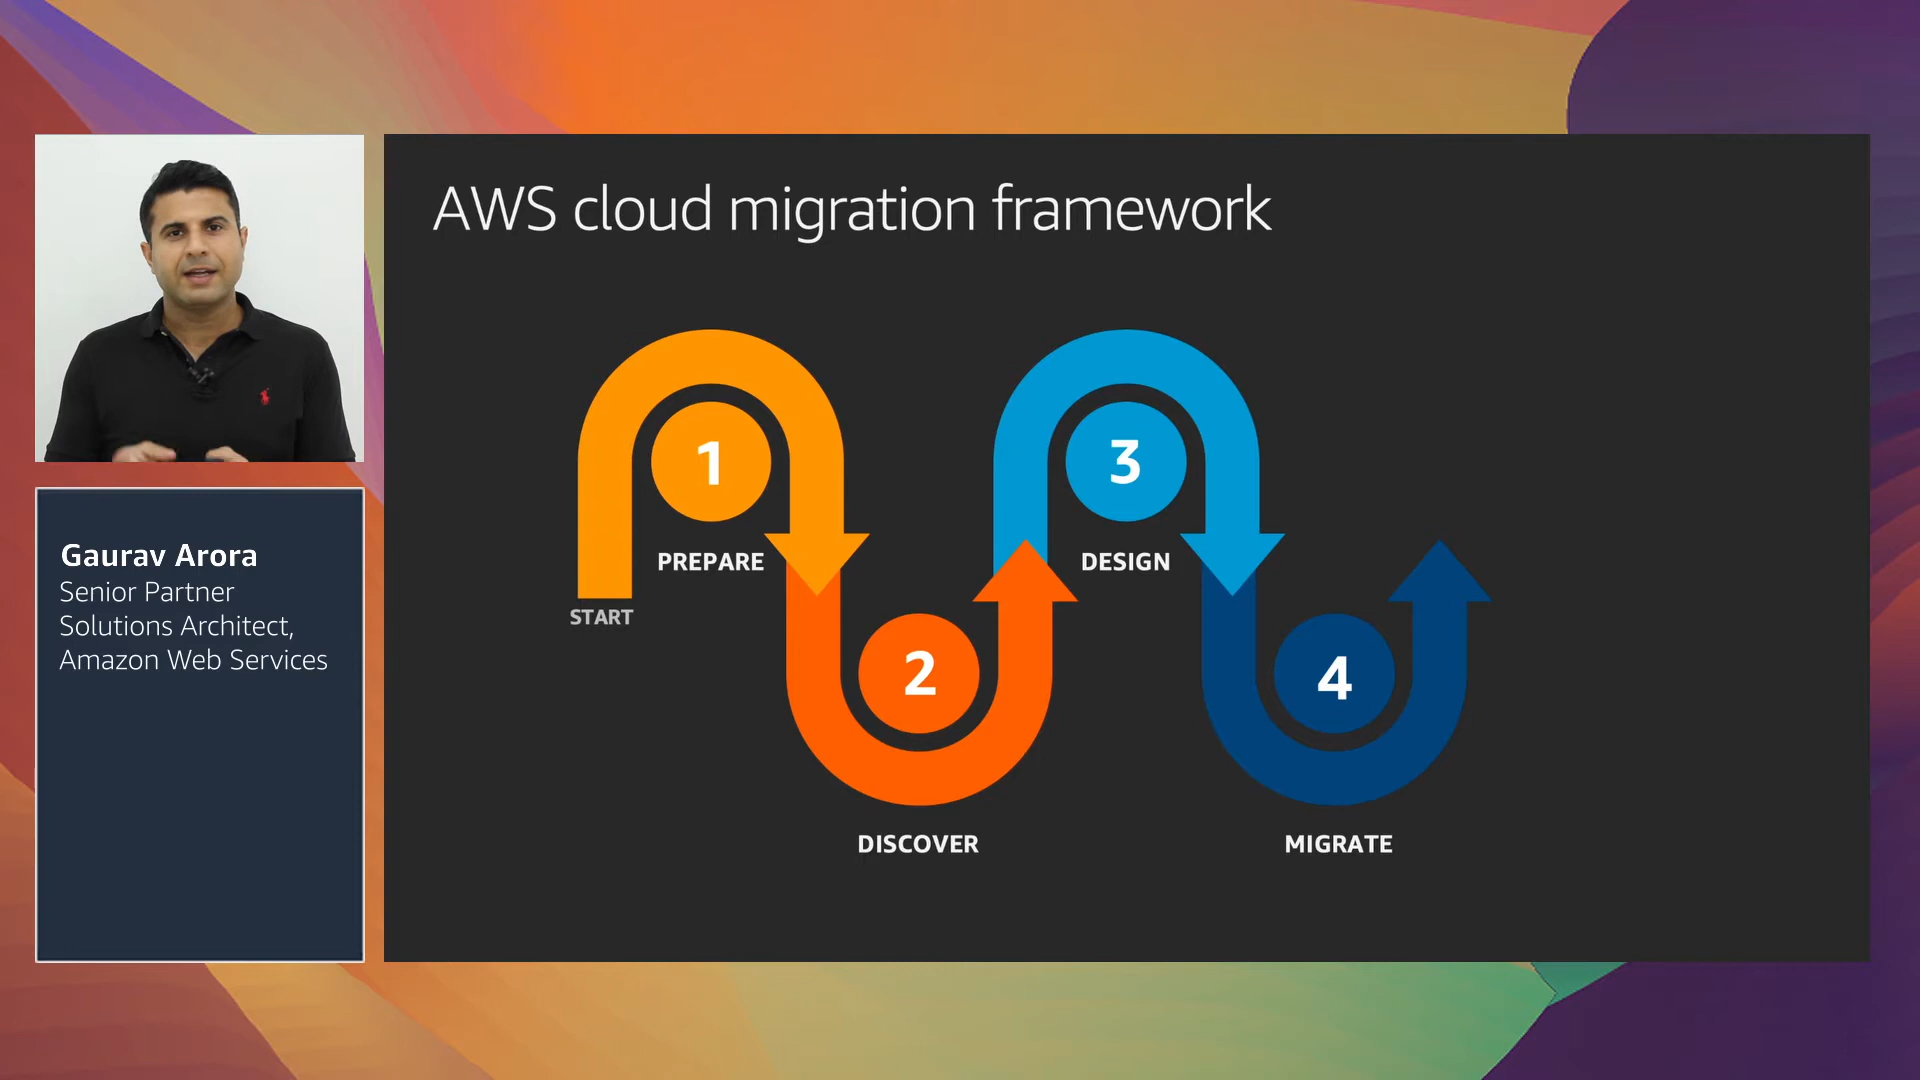 AWS cloud migration framework
1
3
PREPARE
DESIGN
START
2
4
DISCOVER
MIGRATE
Gaurav Arora
Senior Partner
Solutions Architect,
Amazon Web Services